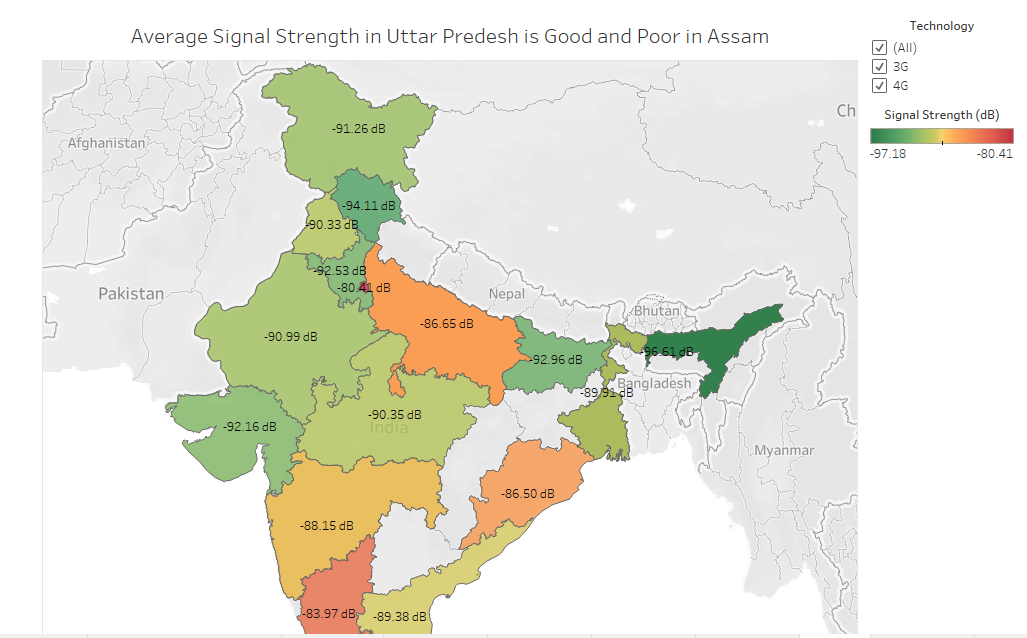 Average Signal Strength in Uttar Predesh is Good and Poor in Assam
Technology
(All)
3G
4G
Signal Strength (dB)
-97.18
-80.41
Ch
Afghanistan
-91.26 dB
-94.11 dB
-90.33 dB
-92.53 dB
-80.41 dB
Pakistan
Nepal
Bhutan
-86.65 dB
-90.99 dB
-96.61 dB
-92.96 dB
Bangladesh
-89.91 dB
-90.35 dB
India
-92.16 dB
Myanmar
-86.50 dB
-88.15 dB
-83.97 dB
-89.38 dB